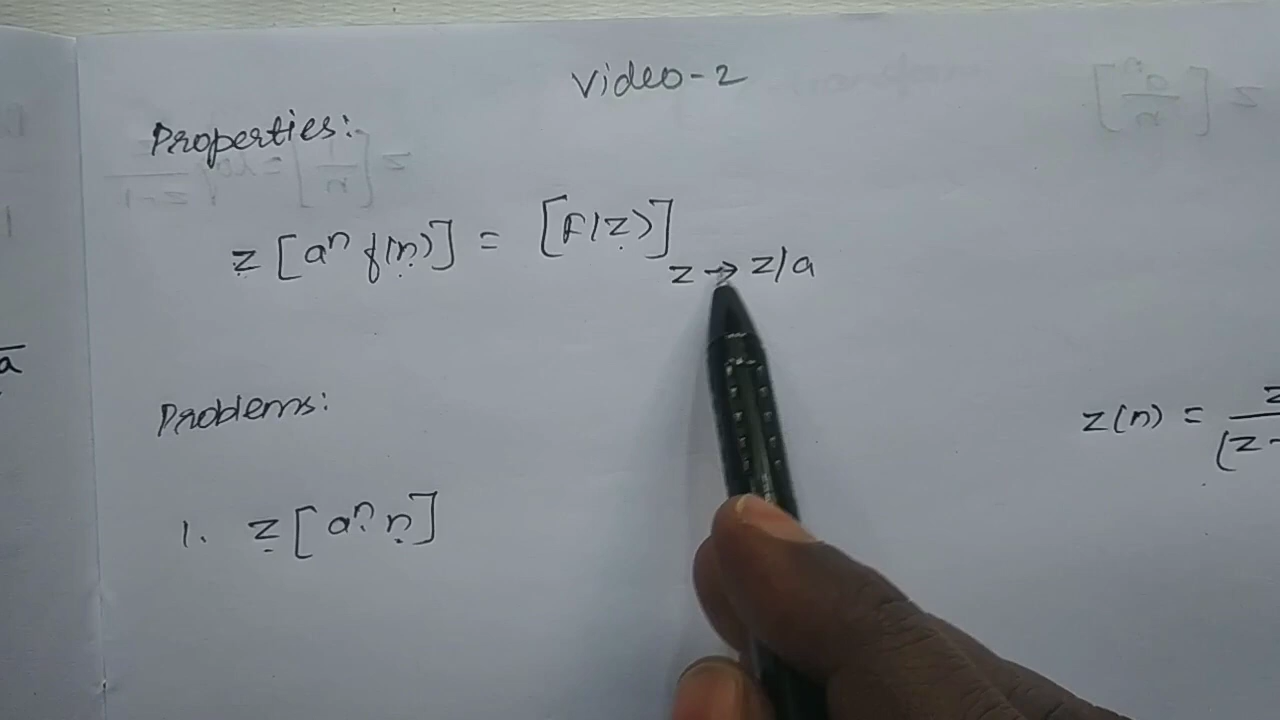 Video-2
Properties:
z[aⁿ f(n)] = [F(z)] z→z/a
Problems:
z(n) = z
(z-
1. z[aⁿ n]
a